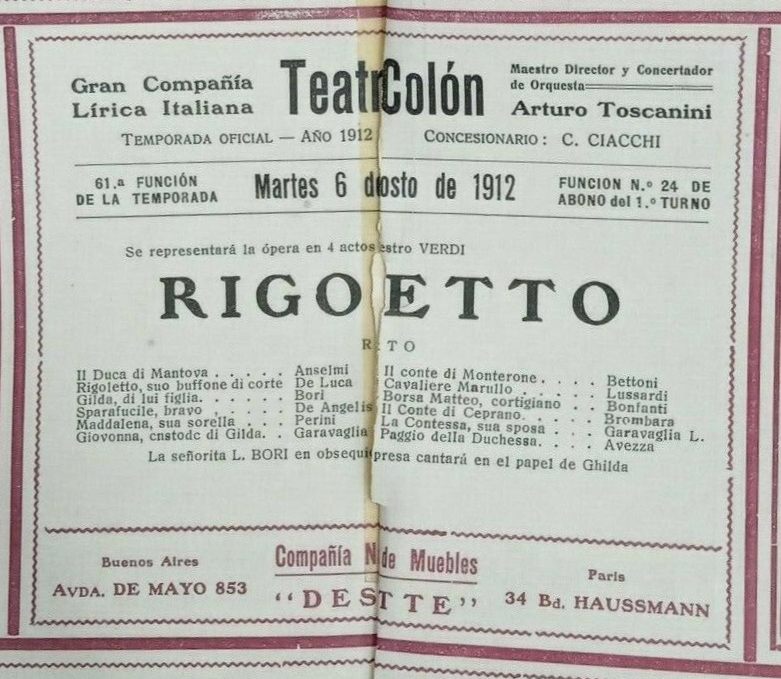 Gran Compañía
Lírica Italiana
Teatr Colón
Maestro Director y Concertador
de Orquesta
Arturo Toscanini
TEMPORADA OFICIAL — AÑO 1912 CONCESIONARIO: C. CIACCHI
61.a FUNCIÓN
DE LA TEMPORADA
Martes 6 d osto de 1912
FUNCION N.o 24 DE
ABONO del 1.o TURNO
Se representará la ópera en 4 actos estro VERDI
RIGO ETTO
R TO
Il Duca di Mantova . . . . . Anselmi
Rigoletto, suo buffone di corte De Luca
Gilda, di lui figlia. . . . . . Bori
Sparafucile, bravo . . . . . De Angelis
Maddalena, sua sorella . . . . Perini
Giovonna, cnstodc di Gilda. . Garavaglia
Il conte di Monterone . . . . Bettoni
Cavaliere Marullo . . . . . Lussardi
Borsa Matteo, cortigiano . . Bonfanti
Il Conte di Ceprano. . . . . Brombara
La Contessa, sua sposa . . . Garavaglia L.
Paggio della Duchessa. . . . Avezza
La señorita L. BORI en obsequi presa cantará en el papel de Ghilda
Buenos Aires
AVDA. DE MAYO 853
Compañía N de Muebles
“DES TTE”
Paris
34 Bd. HAUSSMANN